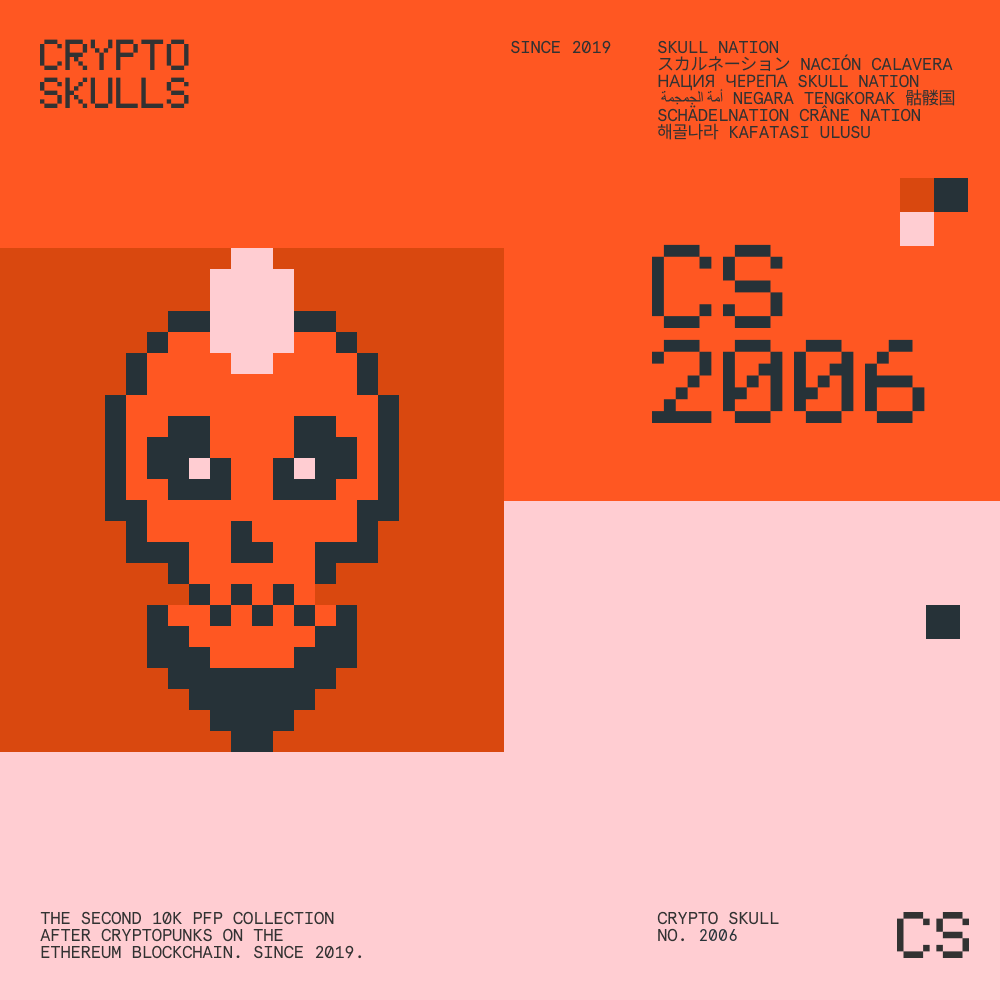 CRYPTO
SKULLS
SINCE 2019
SKULL NATION
スカルネーション NACIÓN CALAVERA
НАЦИЯ ЧЕРЕПА SKULL NATION
أمة الجمجمة NEGARA TENGKORAK 骷髅国
SCHÄDELNATION CRÂNE NATION
해골나라 KAFATASI ULUSU
CS
2006
THE SECOND 10K PFP COLLECTION
AFTER CRYPTOPUNKS ON THE
ETHEREUM BLOCKCHAIN. SINCE 2019.
CRYPTO SKULL
NO. 2006
CS